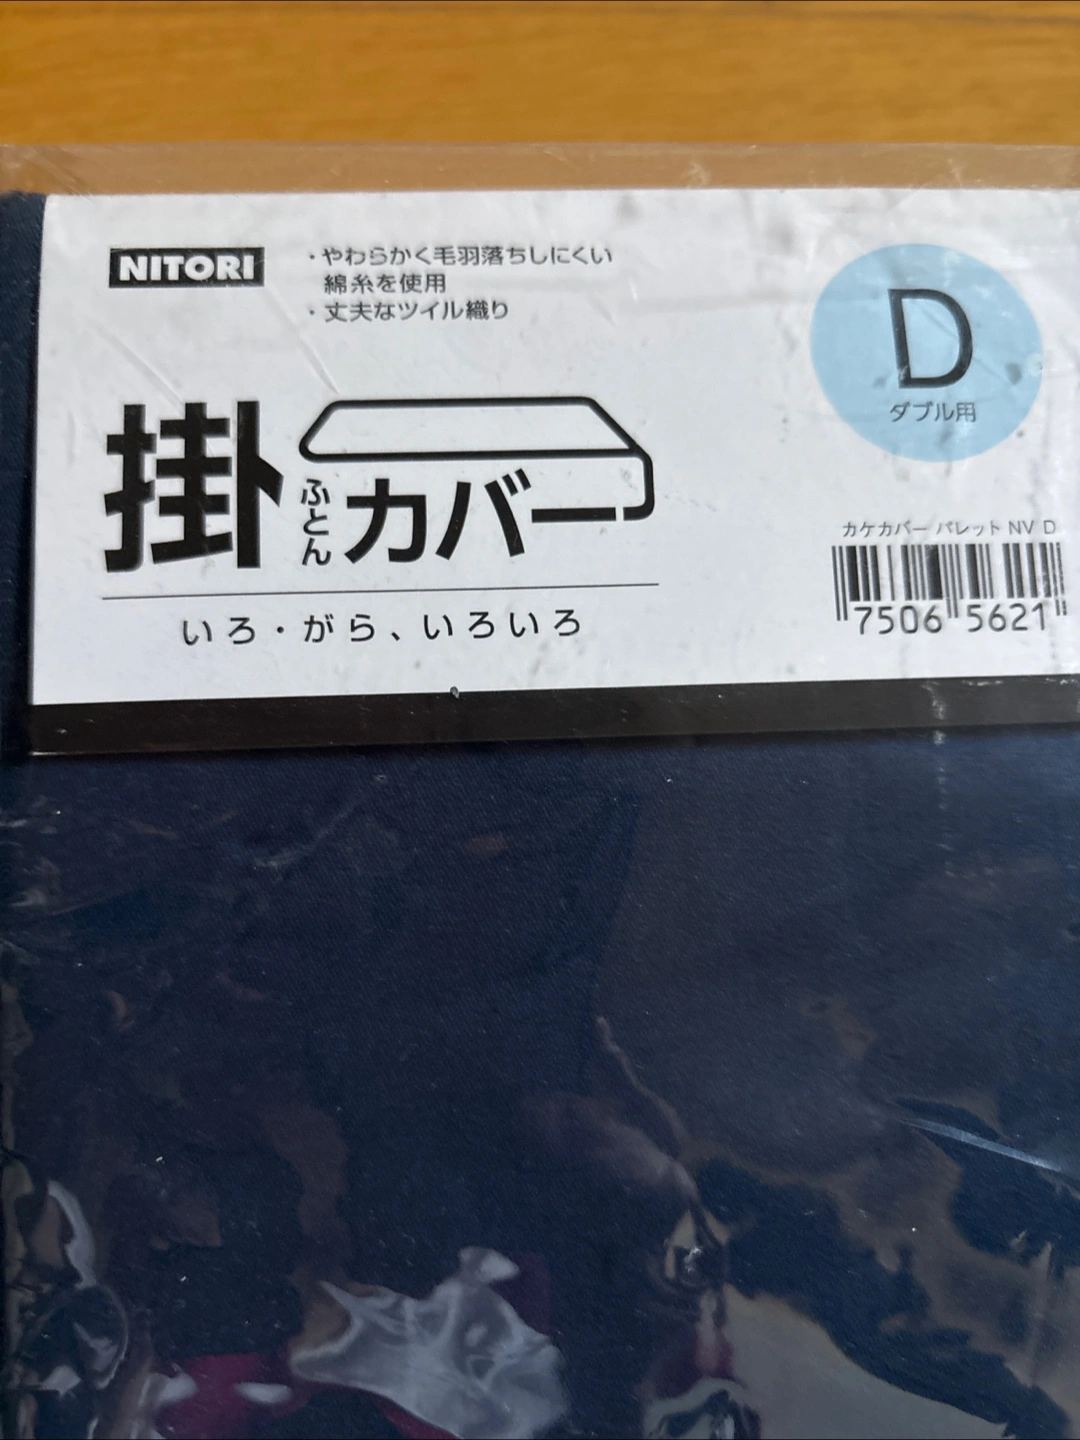 NITORI
・やわらかく毛羽落ちしにくい
綿糸を使用
・丈夫なツイル織り
D
ダブル用
掛ふとんカバー
いろ・がら、いろいろ
カケカバー パレット NV D
7506 5621